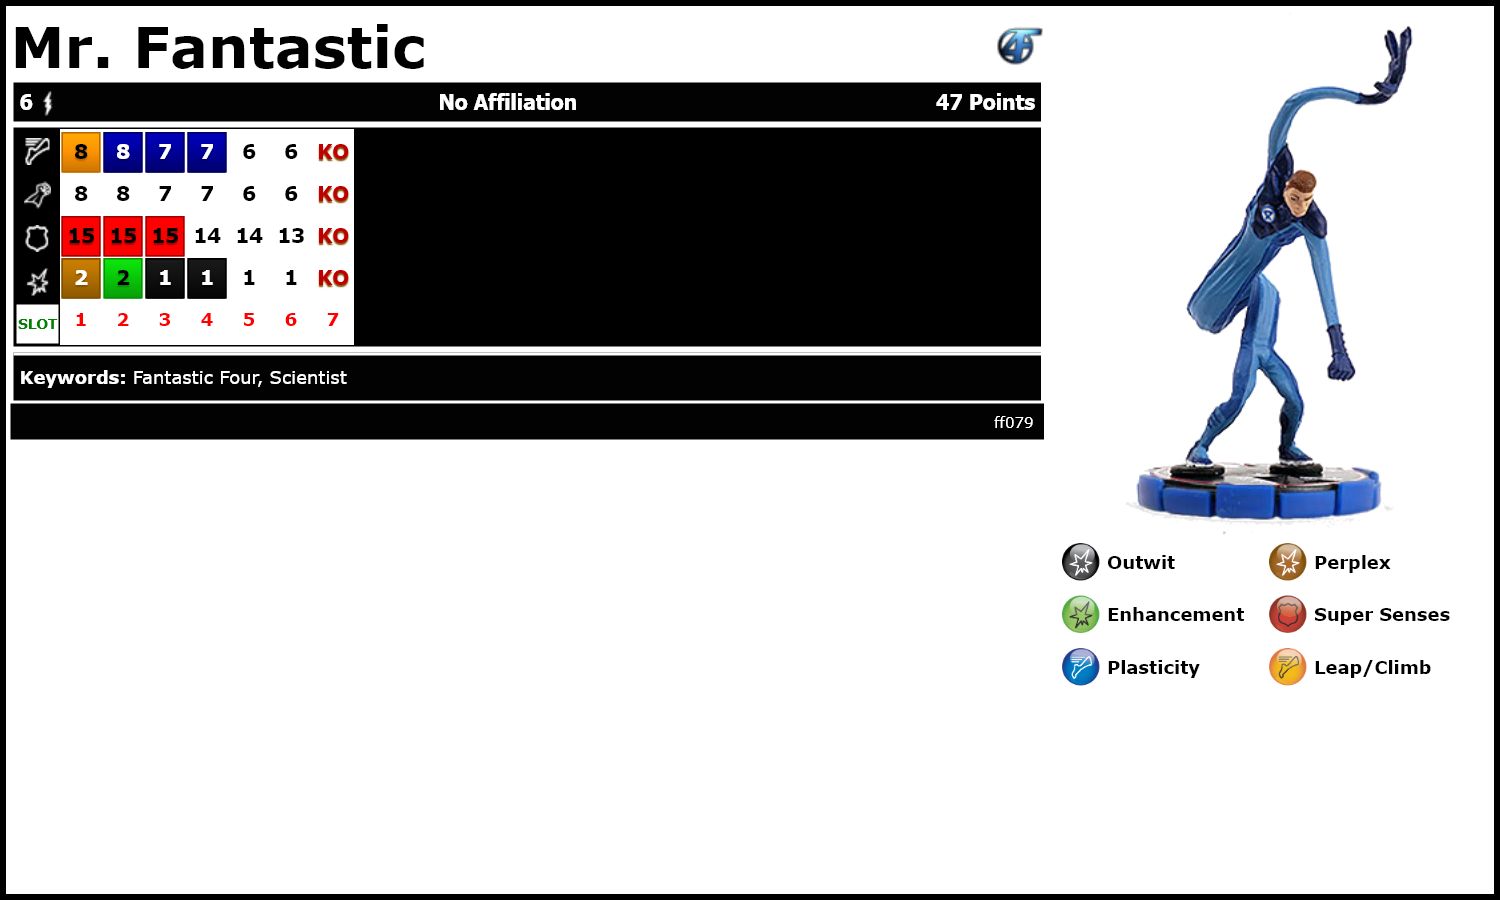 Mr. Fantastic
6 No Affiliation 47 Points
8 8 7 7 6 6 KO
8 8 7 7 6 6 KO
15 15 15 14 14 13 KO
2 2 1 1 1 1 KO
SLOT 1 2 3 4 5 6 7
Keywords: Fantastic Four, Scientist
ff079
Outwit Perplex
Enhancement Super Senses
Plasticity Leap/Climb